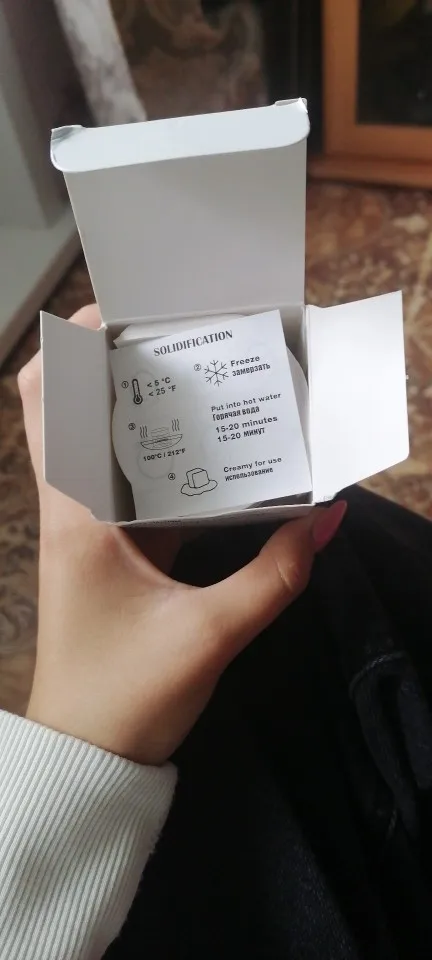 SOLIDIFICATION
① < 5 °C
< 25 °F
② Freeze
замерзать
③ 100°C / 212°F
Put into hot water
Горячая вода
15-20 minutes
15-20 минут
④ Creamy for use
использование